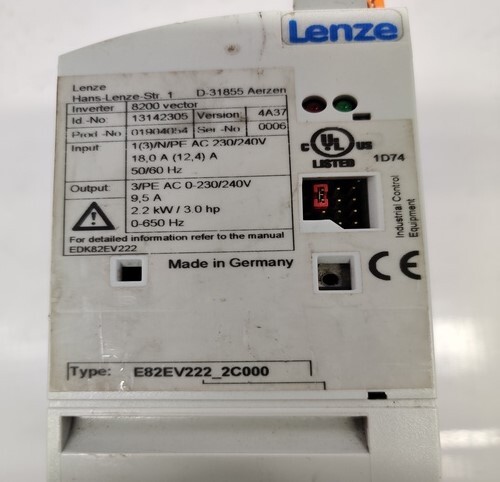 Lenze
Lenze
Hans-Lenze-Str. 1 D-31855 Aerzen
Inverter 8200 vector
Id.-No 13142305 Version 4A37
Prod.-No 01904054 Ser.-No 0006
Input: 1(3)/N/PE AC 230/240V
18,0 A (12,4) A
50/60 Hz
Output: 3/PE AC 0-230/240V
9,5 A
2.2 kW / 3.0 hp
0-650 Hz
For detailed information refer to the manual
EDK82EV222
C UL US
LISTED 1D74
Industrial Control
Equipment
Made in Germany CE
Type: E82EV222_2C000